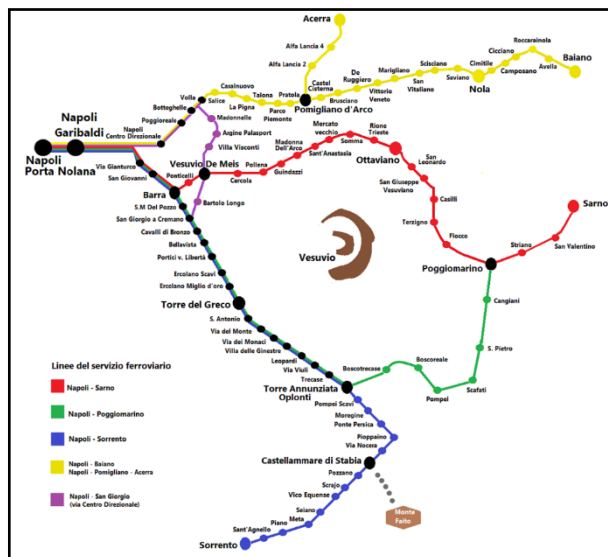 Acerra
Alfa Lancia 4
Alfa Lancia 2
Castel
Cisterna
Pratola
Pomigliano d'Arco
Brusciano
De
Ruggiero
Vittorio
Veneto
Marigliano
San
Vitaliano
Scisciano
Saviano
Cimitile
Nola
Cicciano
Camposano
Roccarainola
Avella
Baiano
Parco
Piemonte
Talona
La Pigna
Casalnuovo
Salice
Volla
Botteghelle
Poggioreale
Madonnelle
Argine Palasport
Villa Visconti
Vesuvio De Meis
Bartolo Longo
Napoli
Centro Direzionale
Napoli
Garibaldi
Napoli
Porta Nolana
Via Gianturco
San Giovanni
Barra
Ponticelli
Cercola
Pollena
Guindazzi
Madonna
Dell'Arco
Sant'Anastasia
Mercato
vecchio
Somma
Rione
Trieste
Ottaviano
San
Leonardo
San Giuseppe
Vesuviano
Casilli
Terzigno
Fiocco
Poggiomarino
Striano
San Valentino
Sarno
Vesuvio
S.M Del Pozzo
San Giorgio a Cremano
Cavalli di Bronzo
Bellavista
Portici v. Libertà
Ercolano Scavi
Ercolano Miglio d'oro
Torre del Greco
S. Antonio
Via del Monte
Via dei Monaci
Villa delle Ginestre
Leopardi
Via Viuli
Trecase
Torre Annunziata
Oplonti
Boscotrecase
Boscoreale
Pompei
Scafati
S. Pietro
Cangiani
Pompei Scavi
Moregine
Ponte Persica
Pioppaino
Via Nocera
Castellammare di Stabia
Pozzano
Scrajo
Vico Equense
Seiano
Meta
Piano
Sant'Agnello
Sorrento
Monte
Faito
Linee del servizio ferroviario
Napoli - Sarno
Napoli - Poggiomarino
Napoli - Sorrento
Napoli - Baiano
Napoli - Pomigliano - Acerra
Napoli - San Giorgio
(via Centro Direzionale)